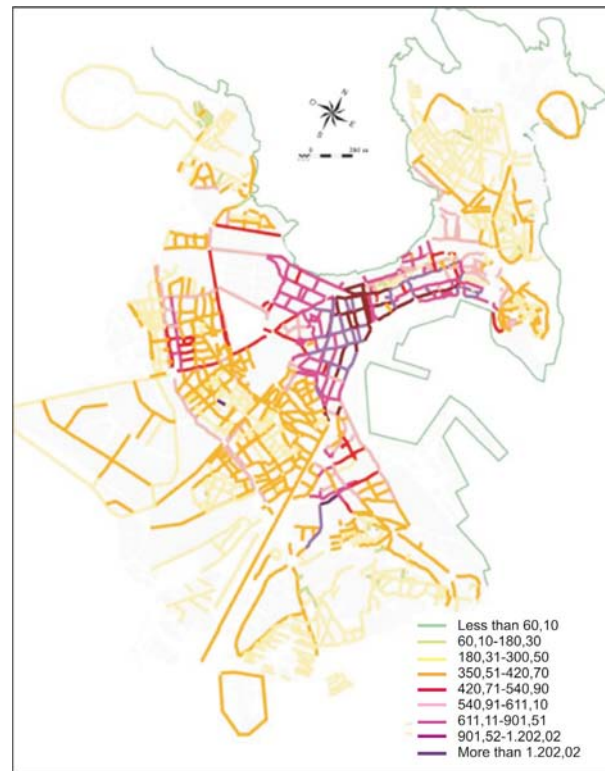 N
O
E
S
0
280 m
Less than 60,10
60,10-180,30
180,31-300,50
350,51-420,70
420,71-540,90
540,91-611,10
611,11-901,51
901,52-1.202,02
More than 1.202,02